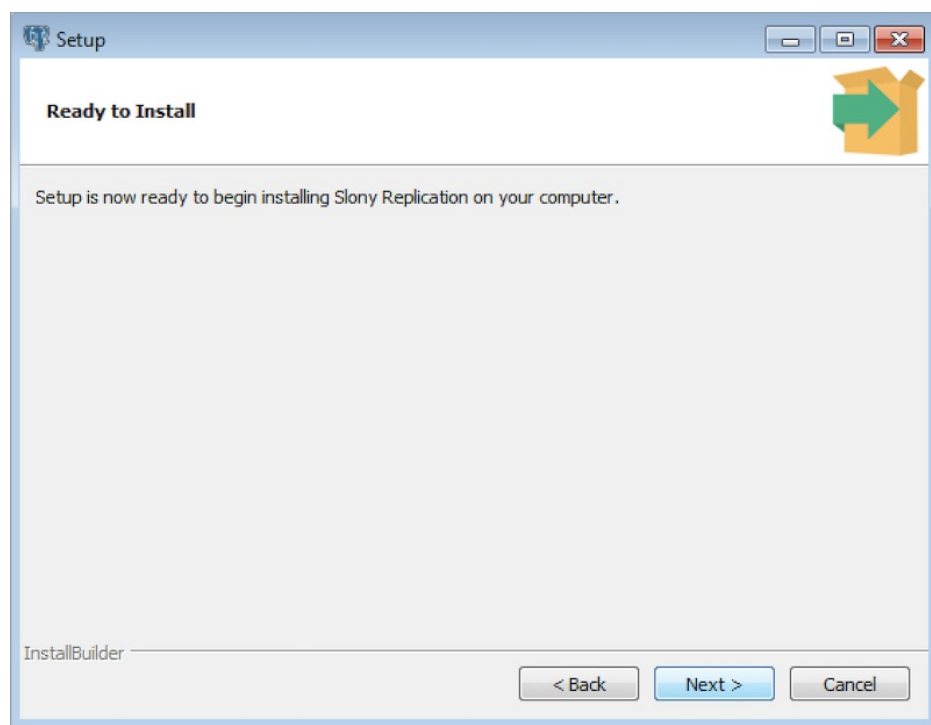 Setup
Ready to Install
Setup is now ready to begin installing Slony Replication on your computer.
InstallBuilder
< Back
Next >
Cancel